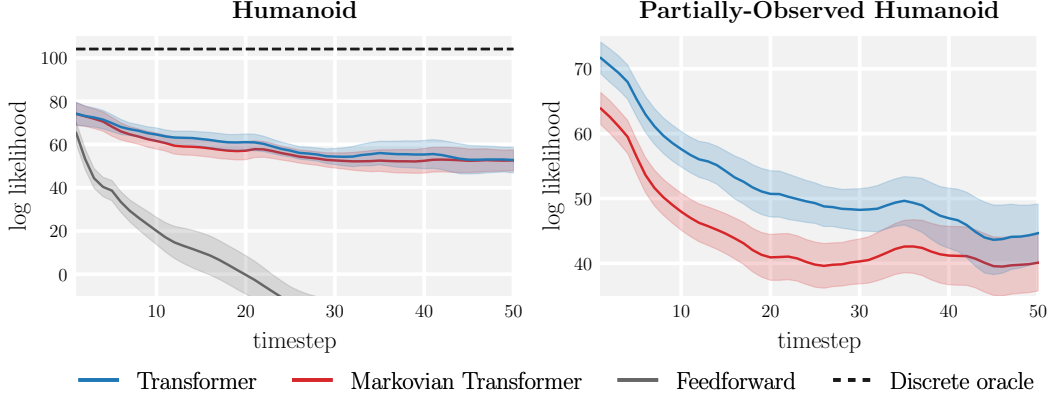 Humanoid
Partially-Observed Humanoid
log likelihood
100
80
60
40
20
0
10
20
30
40
50
timestep
log likelihood
70
60
50
40
10
20
30
40
50
timestep
Transformer
Markovian Transformer
Feedforward
Discrete oracle